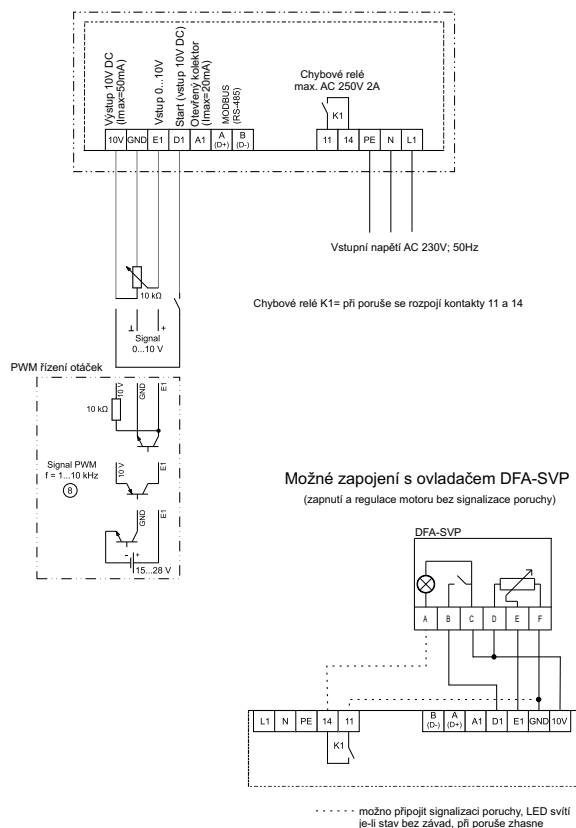 Výstup 10V DC
(Imax=50mA)
Vstup 0...10V
Start (vstup 10V DC)
Otevřený kolektor
(Imax=20mA)
MODBUS
(RS-485)
Chybové relé
max. AC 250V 2A
K1
10V GND E1 D1 A1 A (D+) B (D-) 11 14 PE N L1
Vstupní napětí AC 230V; 50Hz
10 kΩ
Chybové relé K1= při poruše se rozpojí kontakty 11 a 14
⊥ +
Signal
0...10 V
PWM řízení otáček
10 V GND E1
10 kΩ
Signal PWM
f = 1...10 kHz
8
10 V E1
GND E1
- +
15...28 V
Možné zapojení s ovladačem DFA-SVP
(zapnutí a regulace motoru bez signalizace poruchy)
DFA-SVP
A B C D E F
L1 N PE 14 11 B (D-) A (D+) A1 D1 E1 GND 10V
K1
možno připojit signalizaci poruchy, LED svítí
je-li stav bez závad, při poruše zhasne